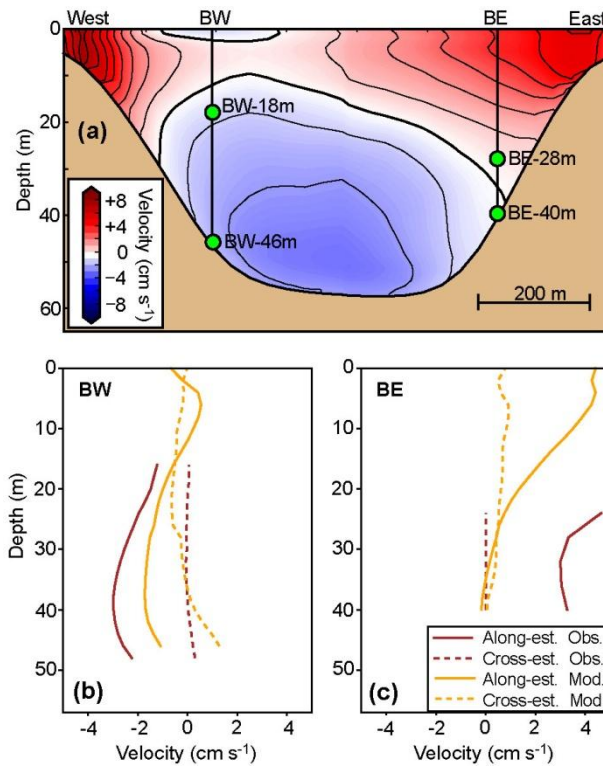 West BW BE East
0
20
40
60
Depth (m)
(a)
BW-18m
BW-46m
BE-28m
BE-40m
+8
+4
0
−4
−8
Velocity
(cm s-1)
200 m
BW
0
10
20
30
40
50
Depth (m)
(b)
-4 -2 0 2 4
Velocity (cm s-1)
BE
0
10
20
30
40
50
(c)
Along-est. Obs.
Cross-est. Obs.
Along-est. Mod.
Cross-est. Mod.
-4 -2 0 2 4
Velocity (cm s-1)